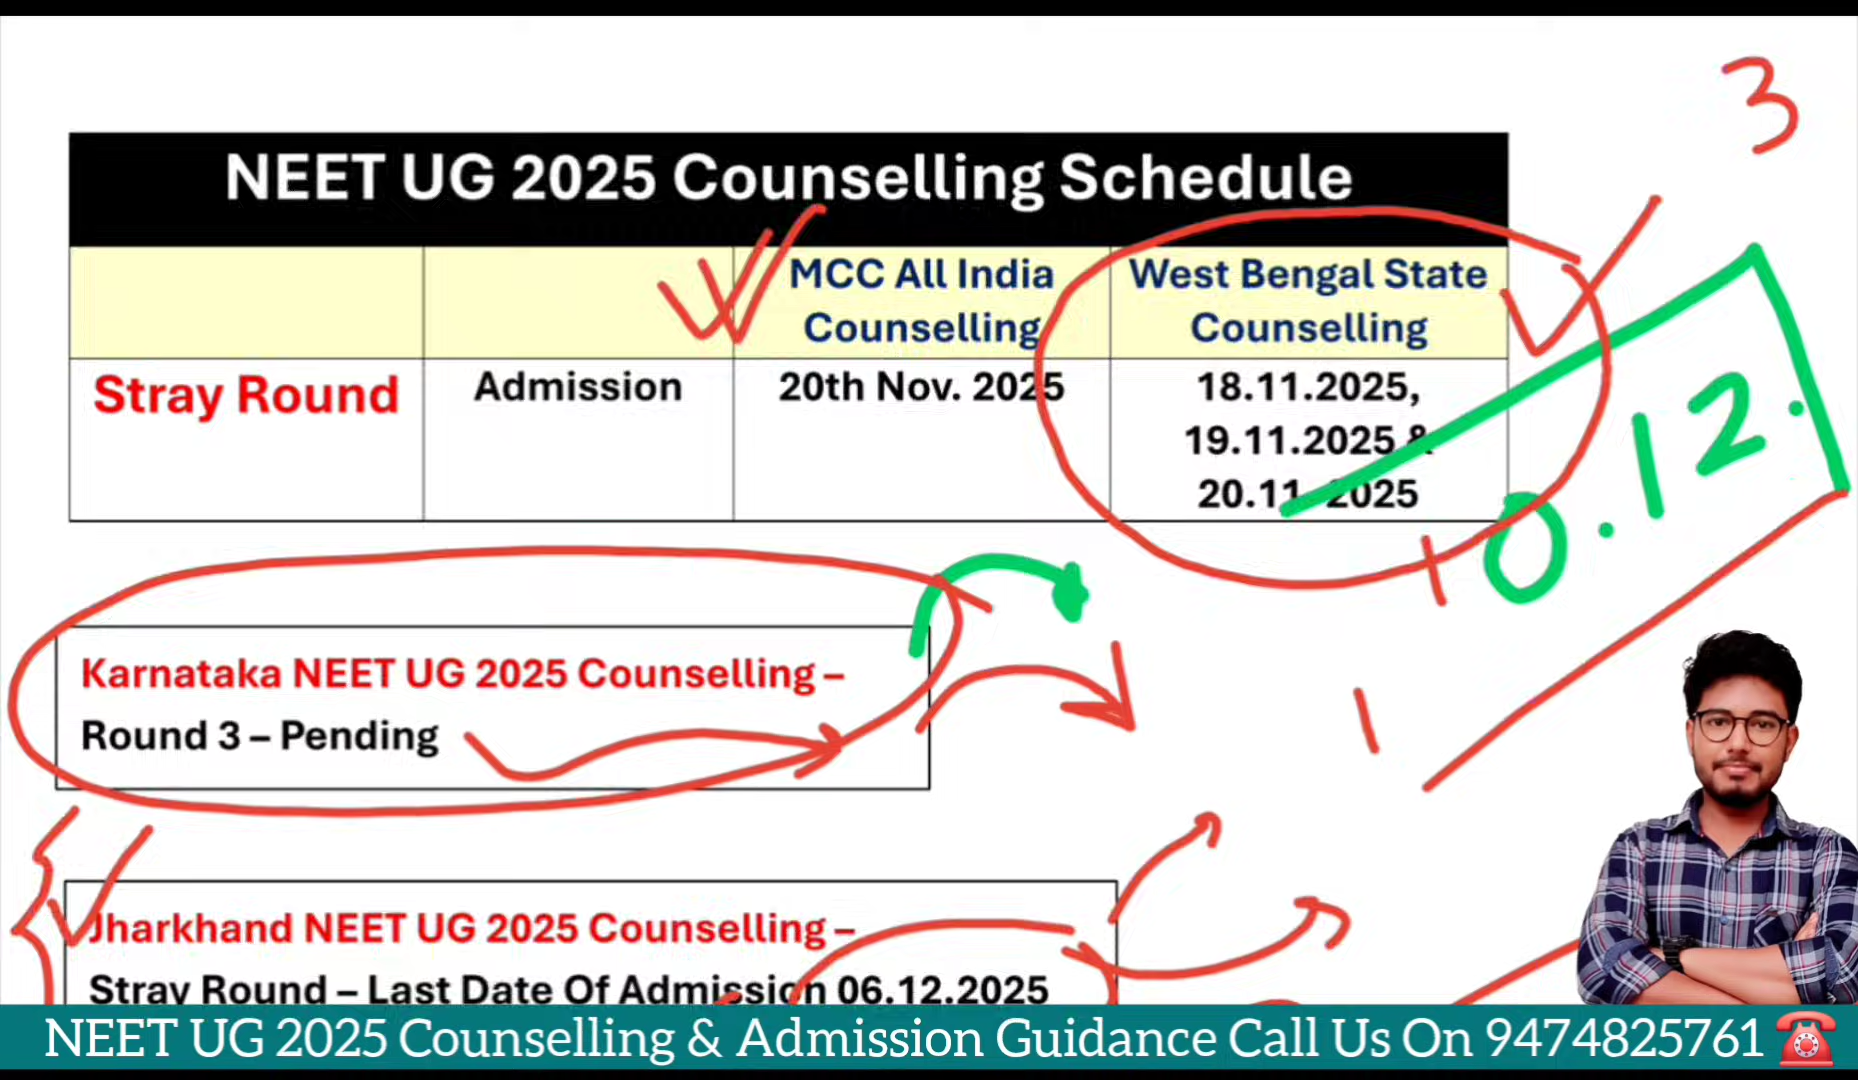 3
NEET UG 2025 Counselling Schedule
MCC All India
Counselling
West Bengal State
Counselling
Stray Round
Admission
20th Nov. 2025
18.11.2025,
19.11.2025 &
20.11. 2025
10.12.
Karnataka NEET UG 2025 Counselling –
Round 3 – Pending
Jharkhand NEET UG 2025 Counselling –
Stray Round – Last Date Of Admission 06.12.2025
NEET UG 2025 Counselling & Admission Guidance Call Us On 9474825761